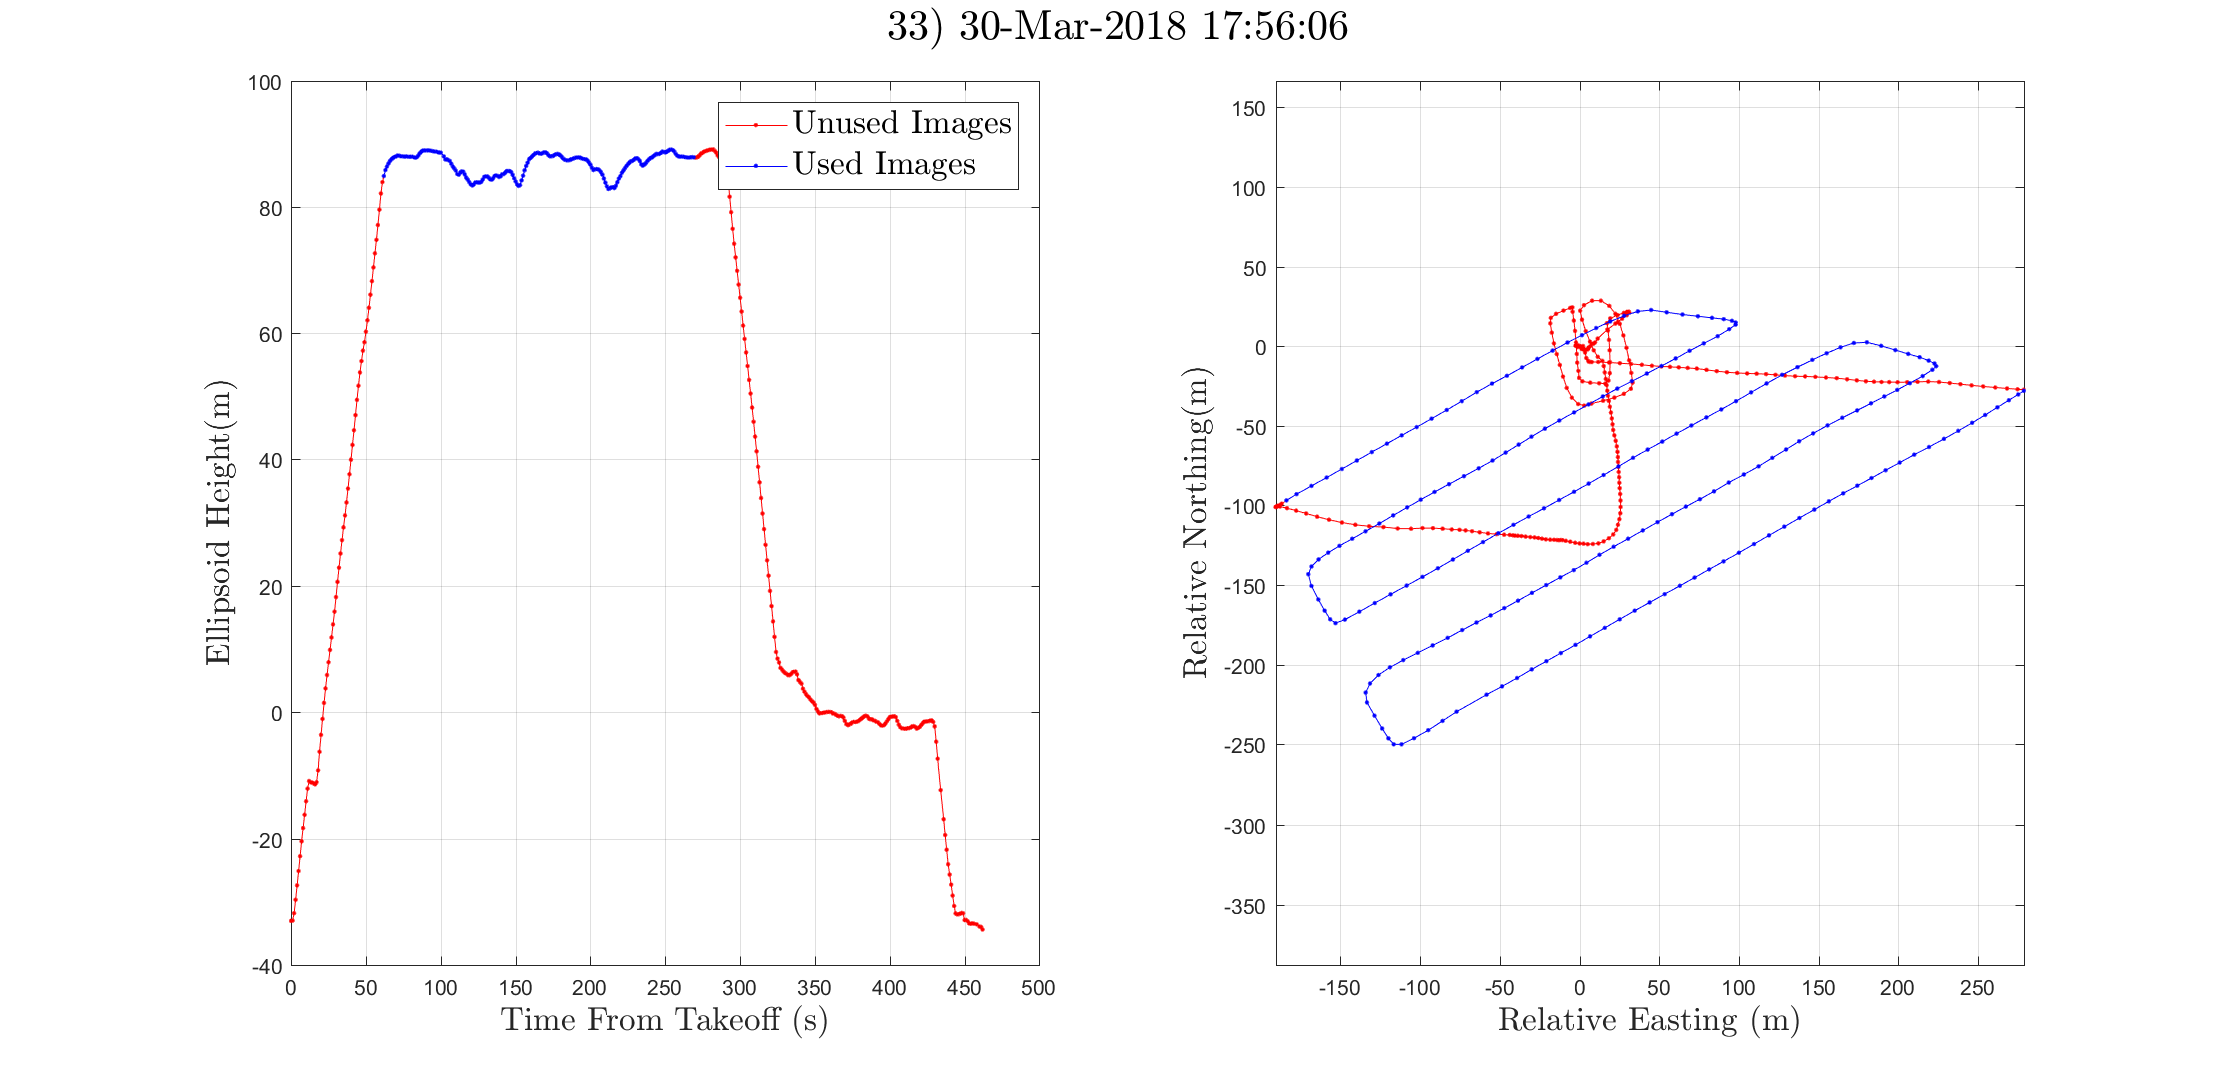 33) 30-Mar-2018 17:56:06
Ellipsoid Height(m)
100
80
60
40
20
0
-20
-40
0 50 100 150 200 250 300 350 400 450 500
Time From Takeoff (s)
Unused Images
Used Images
Relative Northing(m)
150
100
50
0
-50
-100
-150
-200
-250
-300
-350
-150 -100 -50 0 50 100 150 200 250
Relative Easting (m)